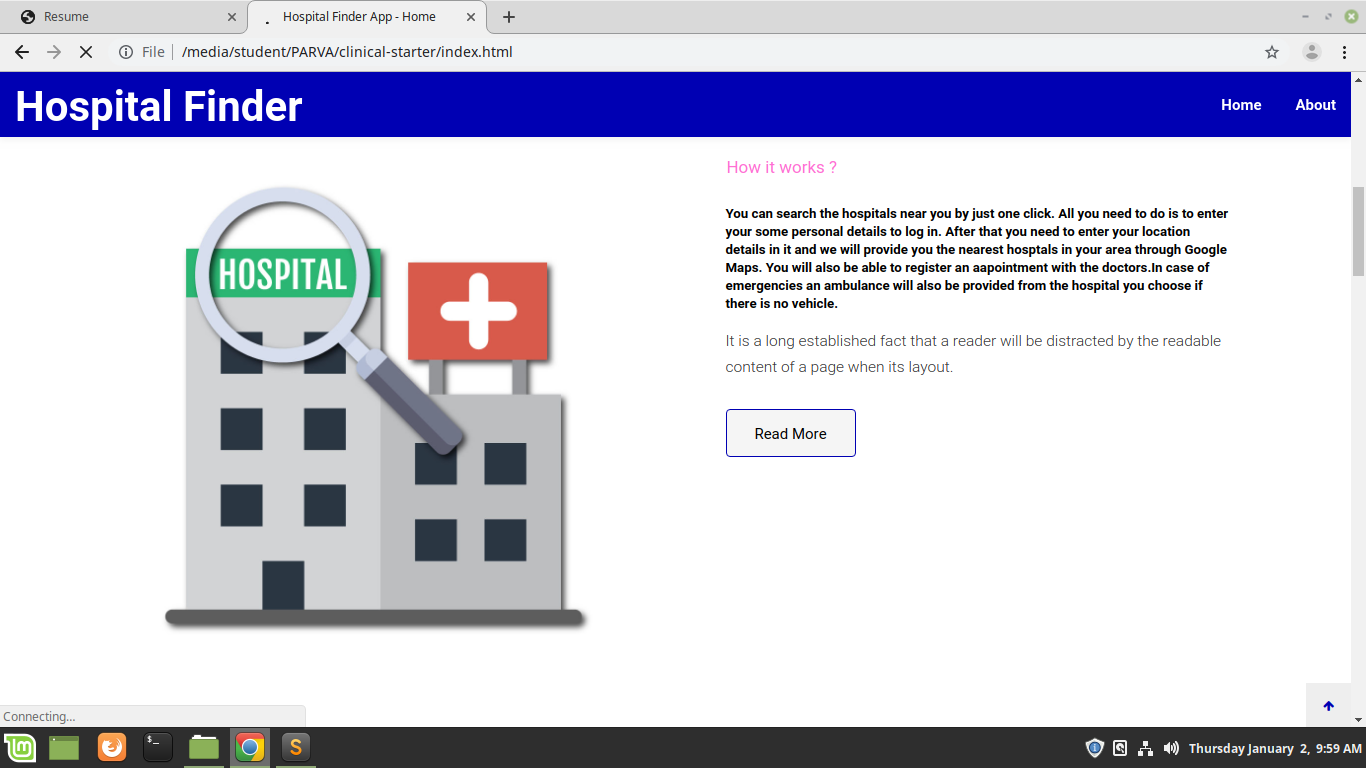 Resume
Hospital Finder App - Home
File
/media/student/PARVA/clinical-starter/index.html
Hospital Finder
Home
About
How it works ?
HOSPITAL
You can search the hospitals near you by just one click. All you need to do is to enter
your some personal details to log in. After that you need to enter your location
details in it and we will provide you the nearest hosptals in your area through Google
Maps. You will also be able to register an aapointment with the doctors.In case of
emergencies an ambulance will also be provided from the hospital you choose if
there is no vehicle.
It is a long established fact that a reader will be distracted by the readable
content of a page when its layout.
Read More
Connecting...
Thursday January 2, 9:59 AM